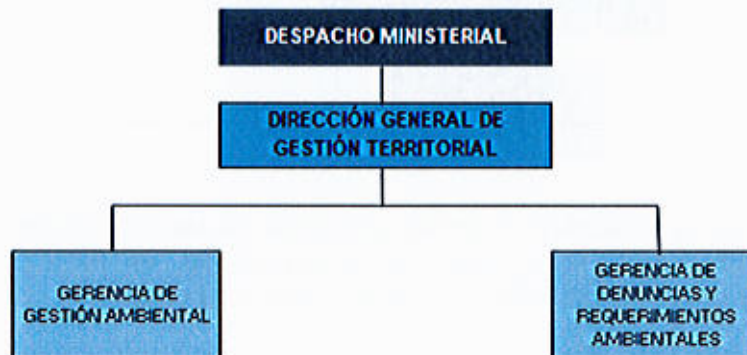 DESPACHO MINISTERIAL
DIRECCIÓN GENERAL DE
GESTIÓN TERRITORIAL
GERENCIA DE
GESTIÓN AMBIENTAL
GERENCIA DE
DENUNCIAS Y
REQUERIMIENTOS
AMBIENTALES